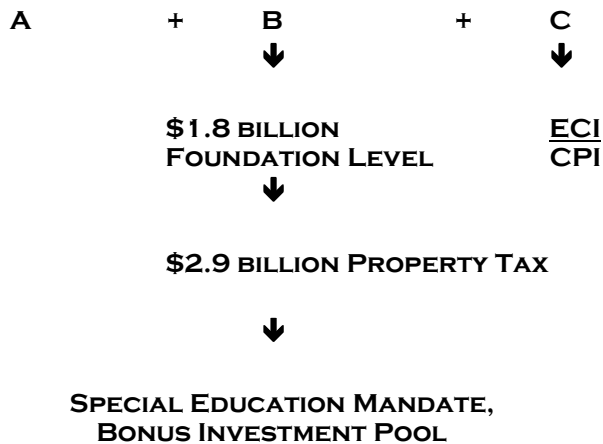 A + B + C
$1.8 BILLION ECI
FOUNDATION LEVEL CPI
$2.9 BILLION PROPERTY TAX
SPECIAL EDUCATION MANDATE,
BONUS INVESTMENT POOL